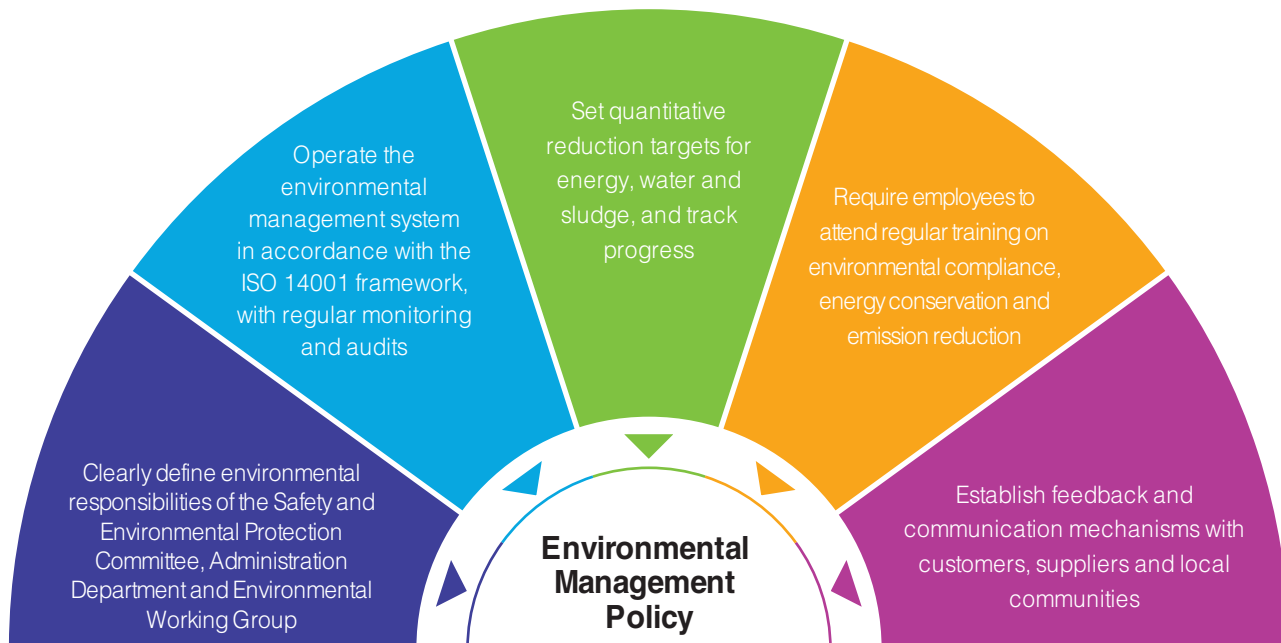 Clearly define environmental
responsibilities of the Safety and
Environmental Protection
Committee, Administration
Department and Environmental
Working Group
Operate the
environmental
management system
in accordance with the
ISO 14001 framework,
with regular monitoring
and audits
Set quantitative
reduction targets for
energy, water and
sludge, and track
progress
Require employees to
attend regular training on
environmental compliance,
energy conservation and
emission reduction
Establish feedback and
communication mechanisms with
customers, suppliers and local
communities
Environmental
Management
Policy